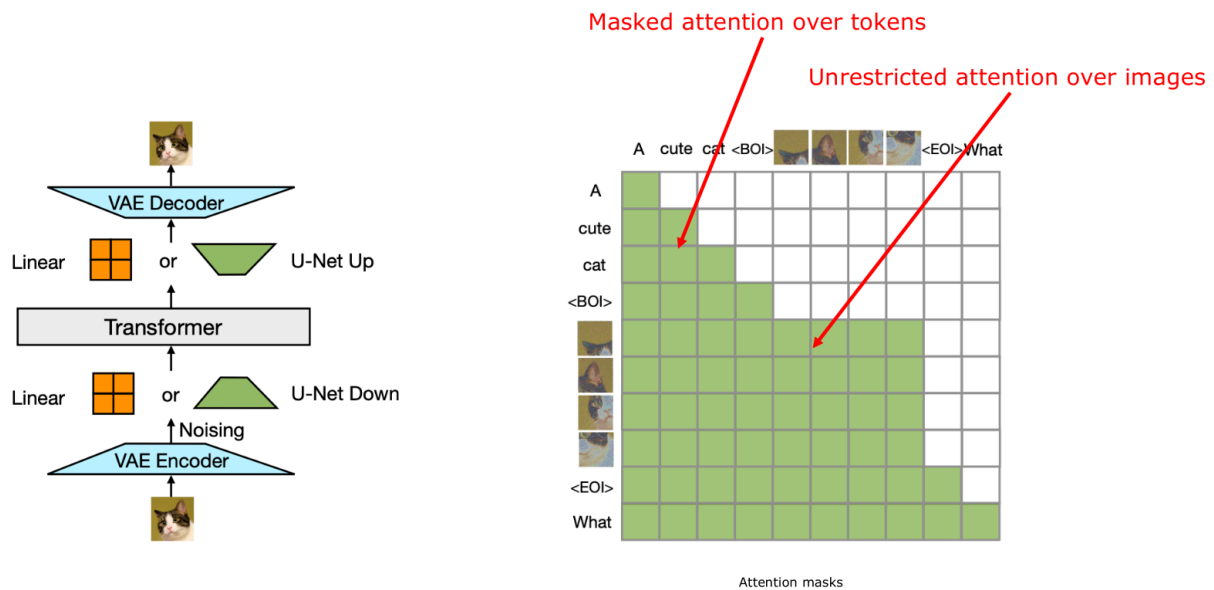 Masked attention over tokens
Unrestricted attention over images
VAE Decoder
Linear or U-Net Up
Transformer
Linear or U-Net Down
Noising
VAE Encoder
A cute cat <BOI> <EOI> What
A
cute
cat
<BOI>
<EOI>
What
Attention masks